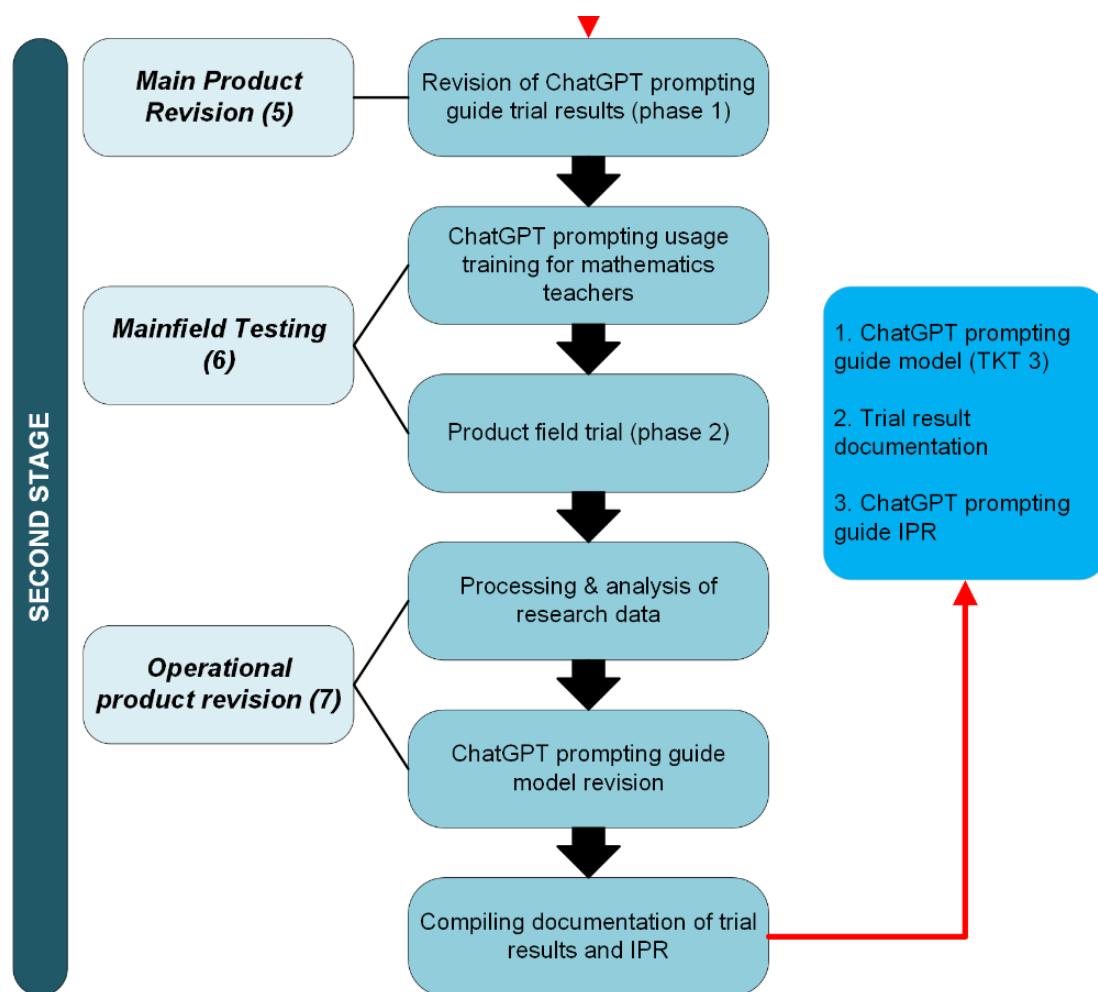 SECOND STAGE
Main Product
Revision (5)
Revision of ChatGPT prompting
guide trial results (phase 1)
ChatGPT prompting usage
training for mathematics
teachers
Mainfield Testing
(6)
Product field trial (phase 2)
Processing & analysis of
research data
Operational
product revision (7)
ChatGPT prompting guide
model revision
Compiling documentation of trial
results and IPR
1. ChatGPT prompting
guide model (TKT 3)
2. Trial result
documentation
3. ChatGPT prompting
guide IPR